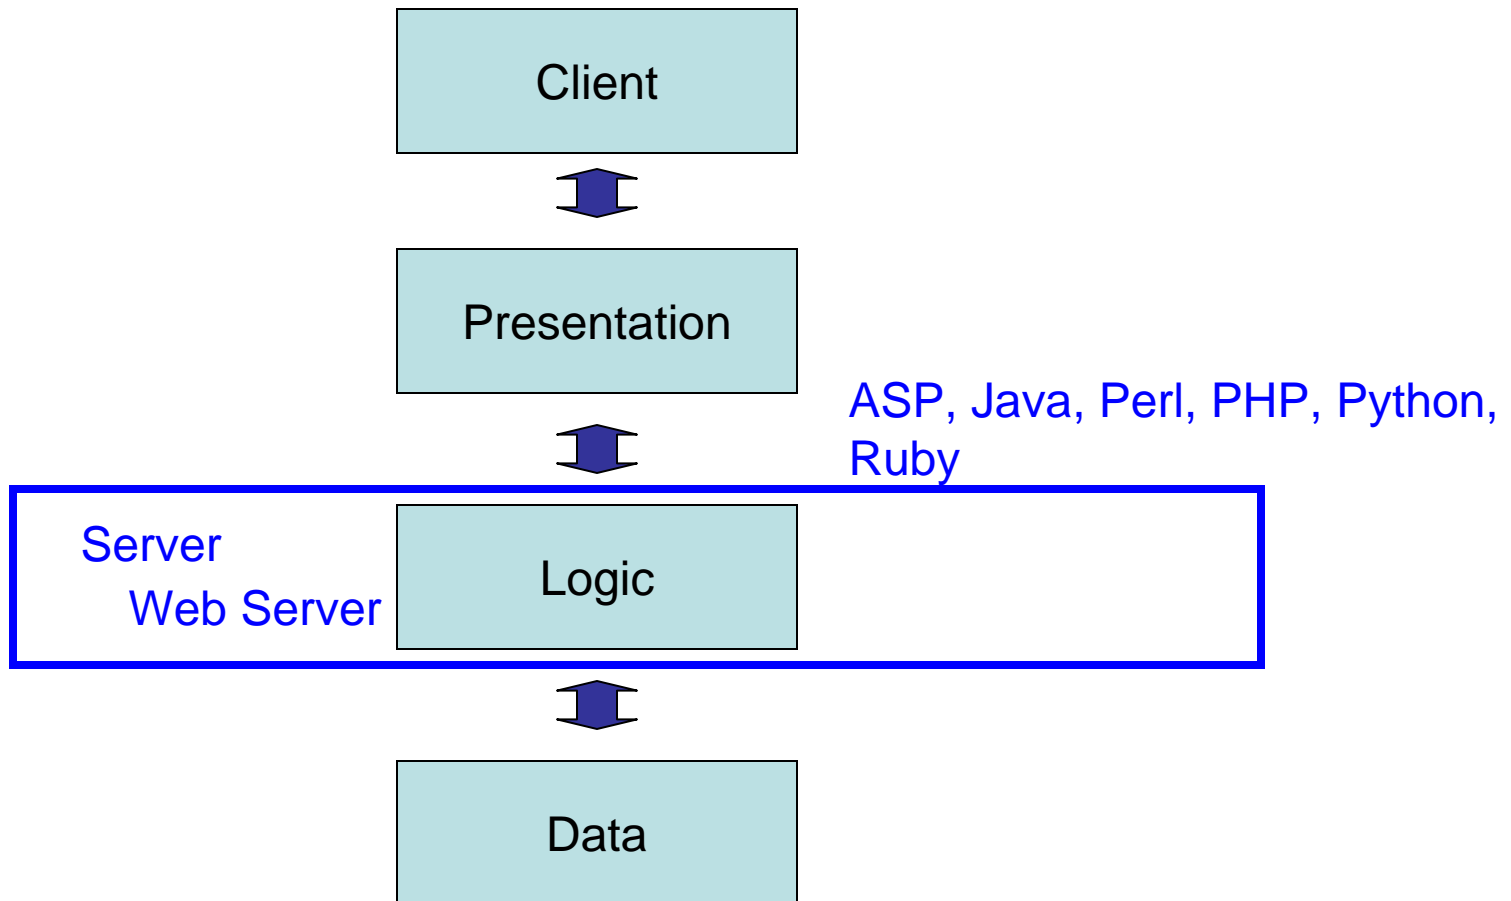 Client
Presentation
ASP, Java, Perl, PHP, Python,
Ruby
Server
Web Server
Logic
Data